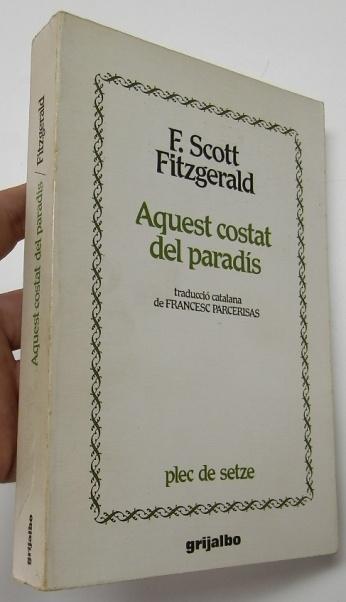 F. Scott
Fitzgerald
Aquest costat
del paradís
traducció catalana
de FRANCESC PARCERISAS
plec de setze
grijalbo
Aquest costat del paradís / Fitzgerald
grijalbo